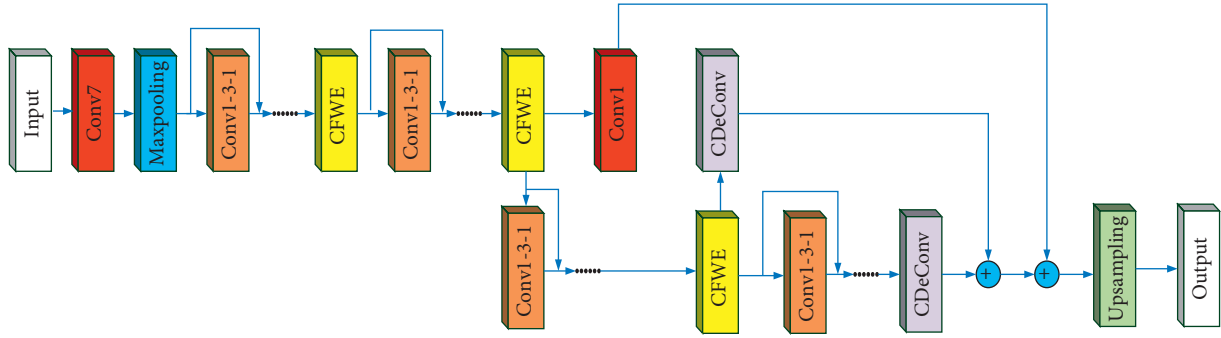 Input
Conv7
Maxpooling
Conv1-3-1
CFWE
Conv1-3-1
CFWE
Conv1
CDeConv
Conv1-3-1
CFWE
Conv1-3-1
CDeConv
+
+
Upsampling
Output